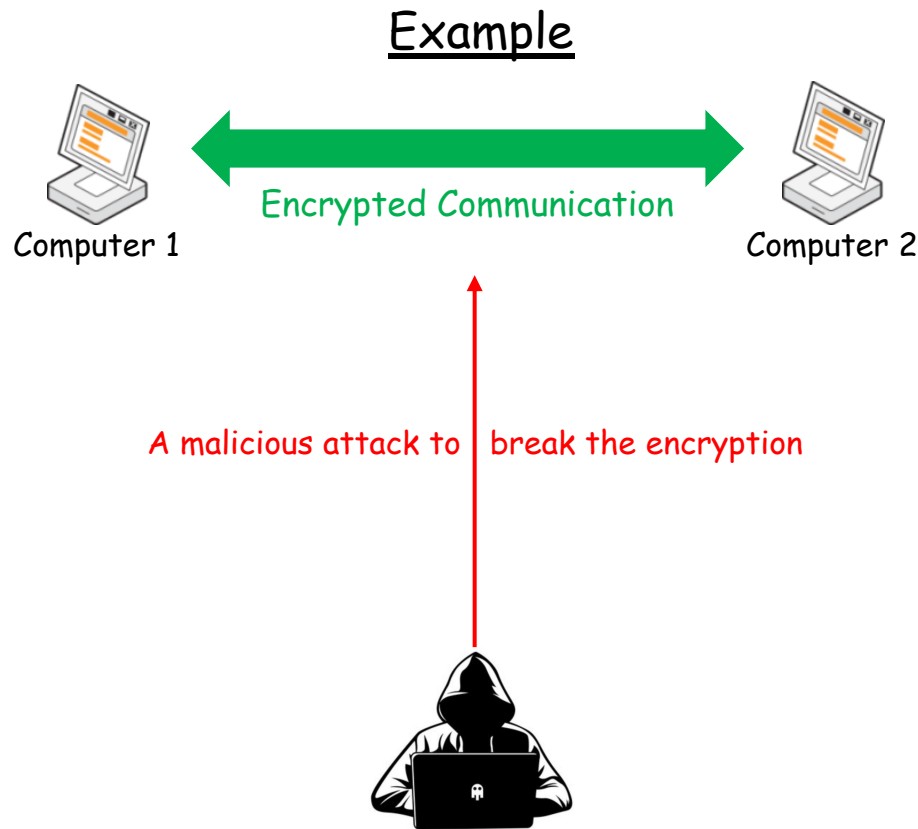 Example
Encrypted Communication
Computer 1
Computer 2
A malicious attack to break the encryption